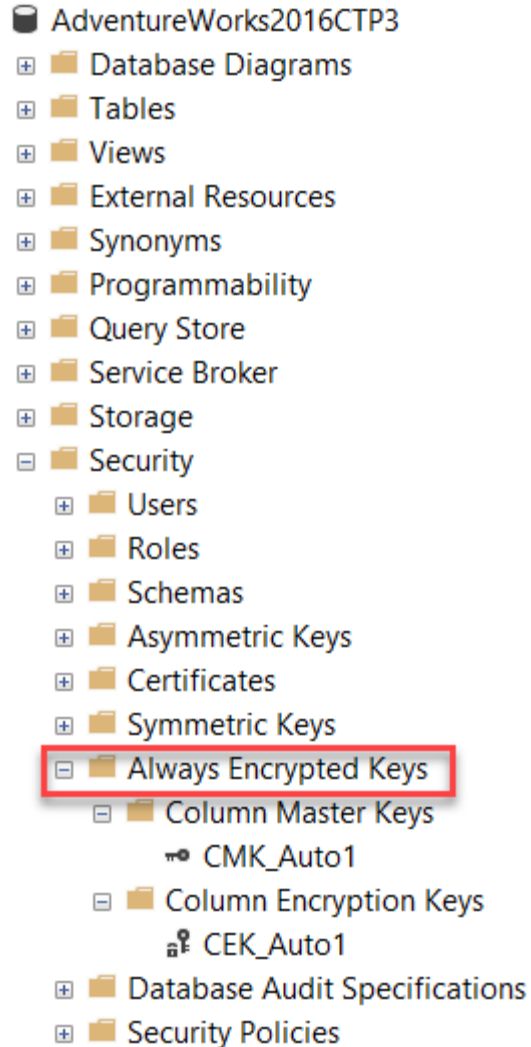 AdventureWorks2016CTP3
Database Diagrams
Tables
Views
External Resources
Synonyms
Programmability
Query Store
Service Broker
Storage
Security
Users
Roles
Schemas
Asymmetric Keys
Certificates
Symmetric Keys
Always Encrypted Keys
Column Master Keys
CMK_Auto1
Column Encryption Keys
CEK_Auto1
Database Audit Specifications
Security Policies